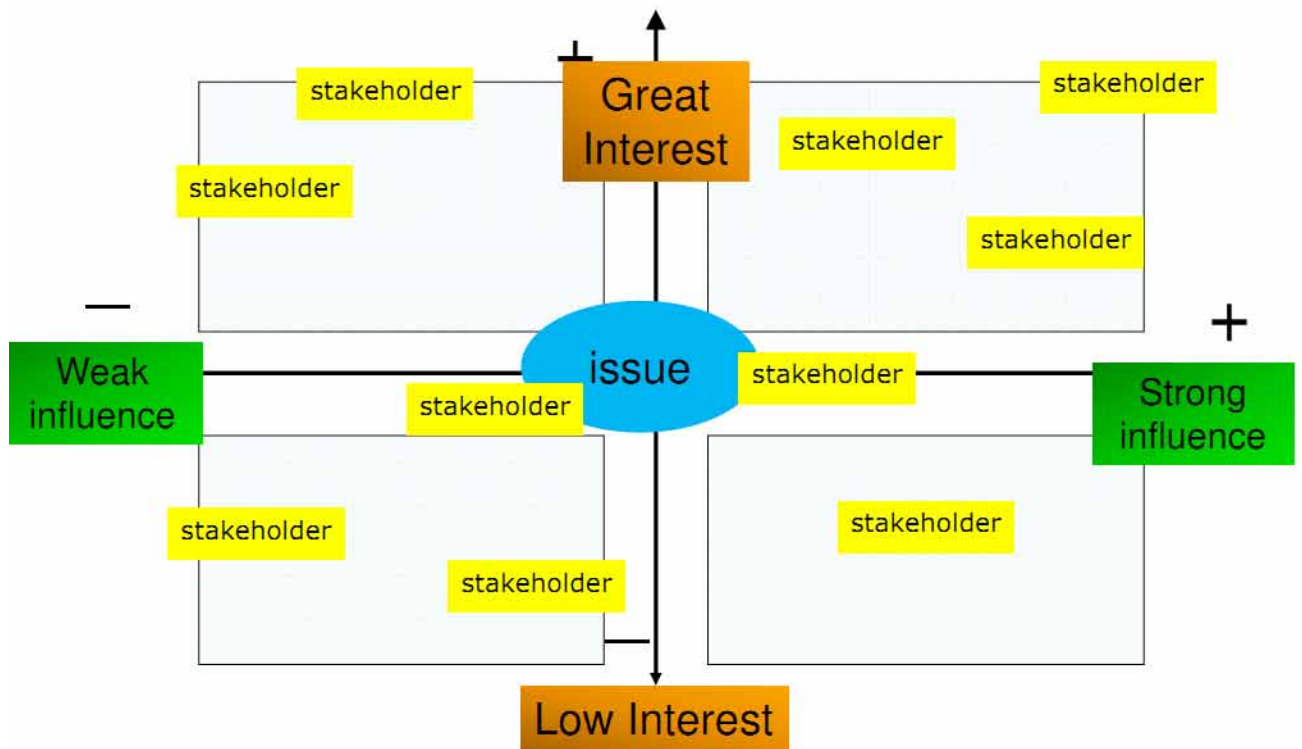 +
stakeholder
Great
Interest
stakeholder
stakeholder
stakeholder
stakeholder
–
+
Weak
influence
issue
stakeholder
stakeholder
Strong
influence
stakeholder
stakeholder
stakeholder
–
Low Interest